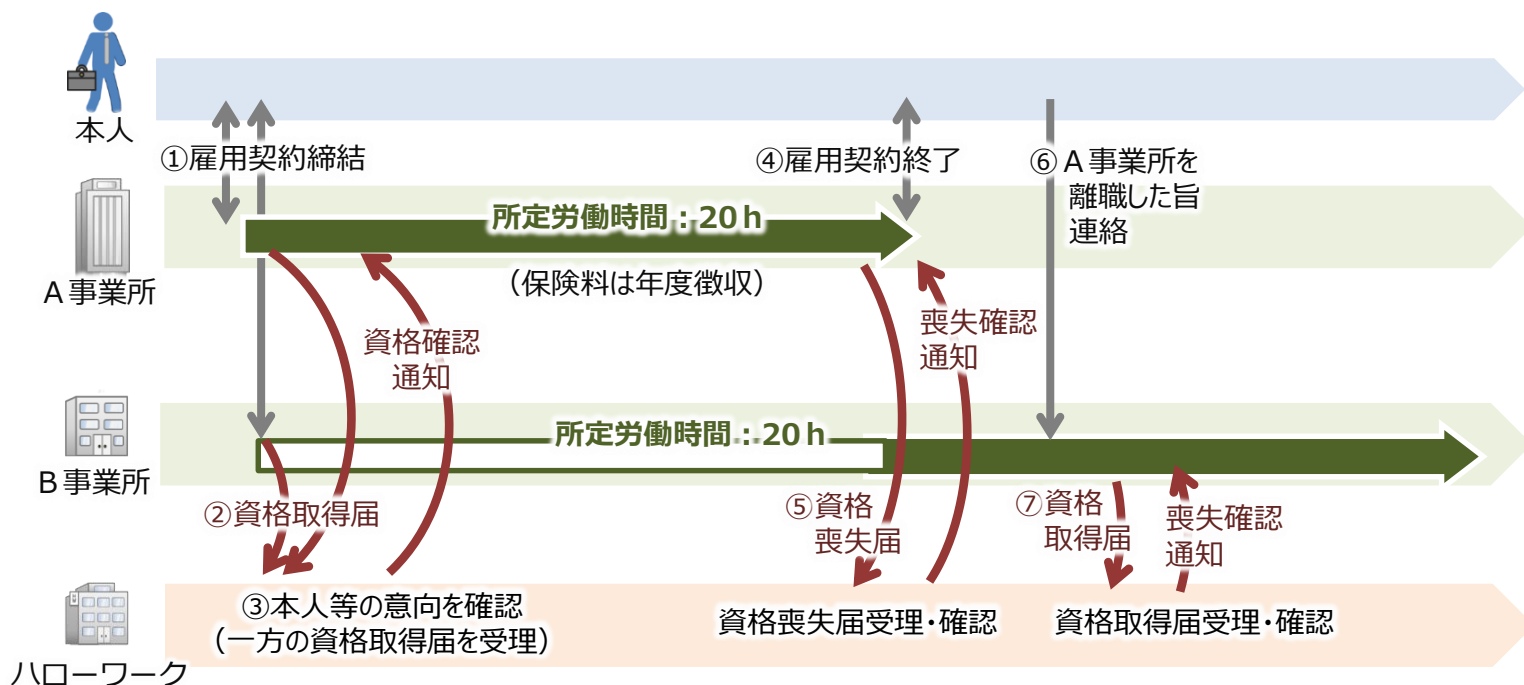 本人
①雇用契約締結
④雇用契約終了
⑥A事業所を
離職した旨
連絡
所定労働時間：20h
(保険料は年度徴収)
A事業所
資格確認
通知
喪失確認
通知
所定労働時間：20h
B事業所
②資格取得届
⑤資格
喪失届
⑦資格
取得届
喪失確認
通知
③本人等の意向を確認
(一方の資格取得届を受理)
資格喪失届受理・確認
資格取得届受理・確認
ハローワーク